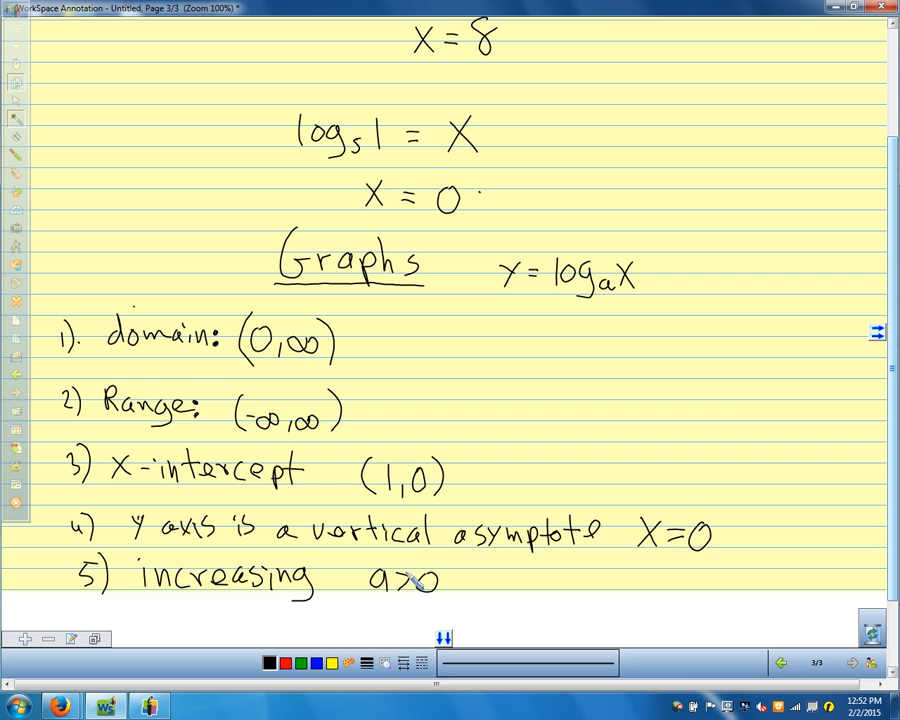 WorkSpace Annotation - Untitled, Page 3/3 (Zoom 100%) *
x = 8
log₅1 = x
x = 0
Graphs
y = logₐx
1). domain: (0,∞)
2) Range: (-∞,∞)
3) x-intercept (1,0)
4) y axis is a vertical asymptote x=0
5) increasing a>0
3/3
12:52 PM
2/2/2015